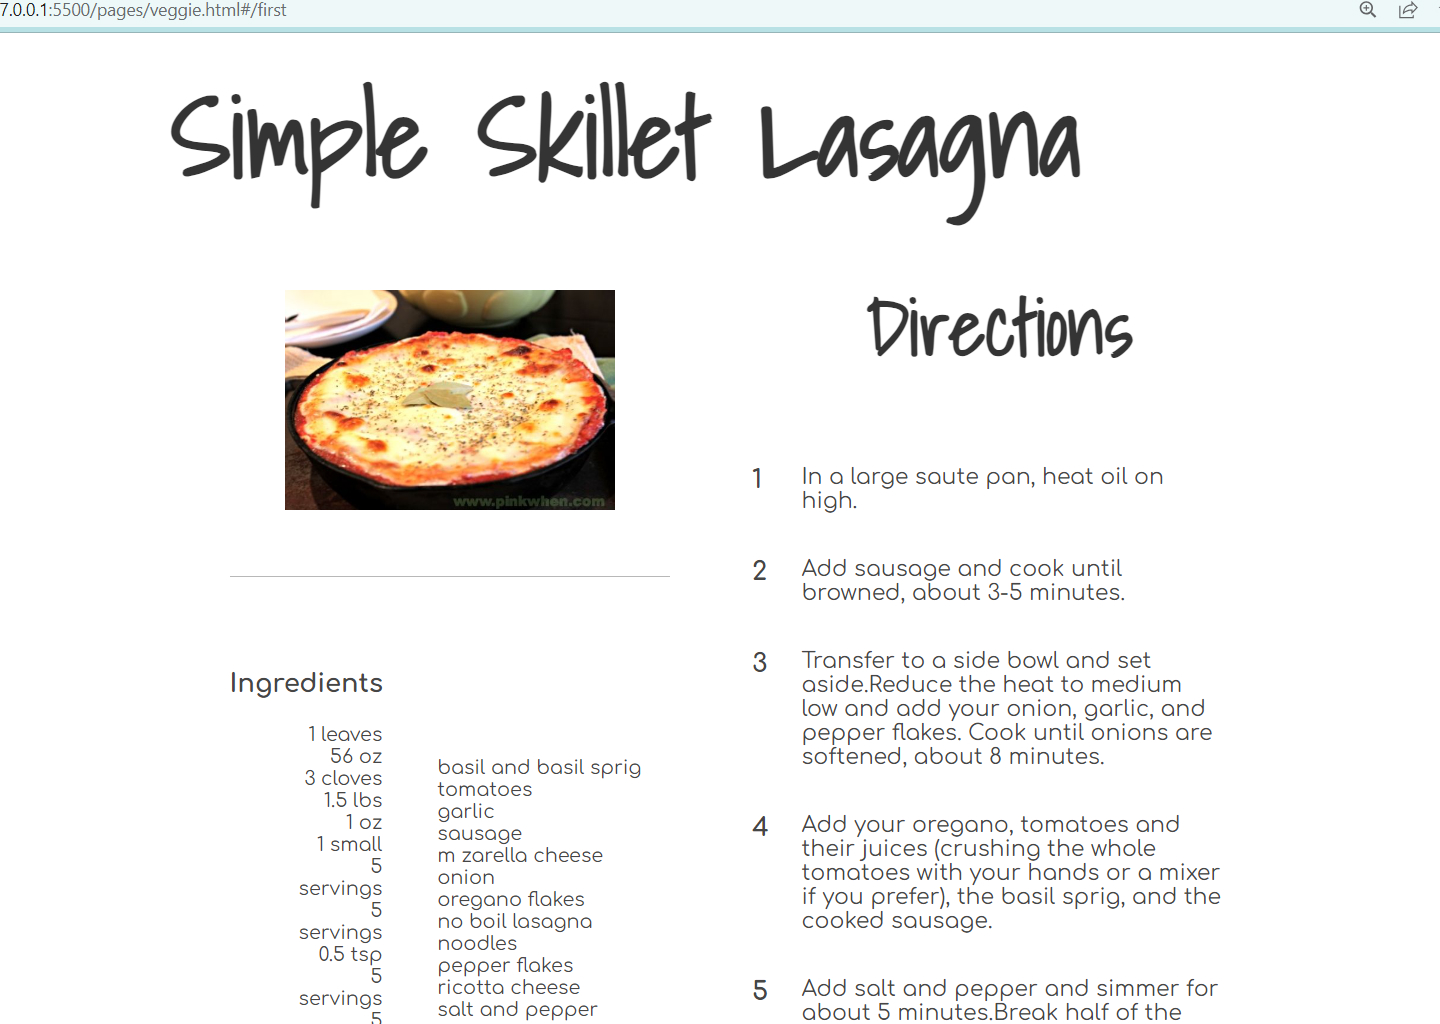 7.0.0.1:5500/pages/veggie.html#/first
Simple Skillet Lasagna
www.pinkwhen.com
Directions
1 In a large saute pan, heat oil on
high.
2 Add sausage and cook until
browned, about 3-5 minutes.
3 Transfer to a side bowl and set
aside.Reduce the heat to medium
low and add your onion, garlic, and
pepper flakes. Cook until onions are
softened, about 8 minutes.
4 Add your oregano, tomatoes and
their juices (crushing the whole
tomatoes with your hands or a mixer
if you prefer), the basil sprig, and the
cooked sausage.
5 Add salt and pepper and simmer for
about 5 minutes.Break half of the
Ingredients
1 leaves
56 oz
3 cloves
1.5 lbs
1 oz
1 small
5
servings
5
servings
0.5 tsp
5
servings
5
basil and basil sprig
tomatoes
garlic
sausage
m zarella cheese
onion
oregano flakes
no boil lasagna
noodles
pepper flakes
ricotta cheese
salt and pepper